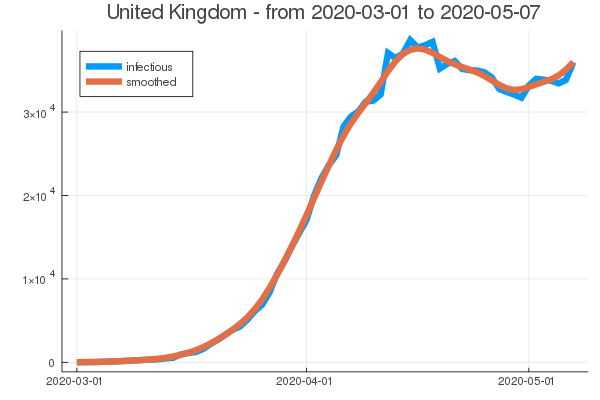 United Kingdom - from 2020-03-01 to 2020-05-07
infectious
smoothed
3×10⁴
2×10⁴
1×10⁴
0
2020-03-01 2020-04-01 2020-05-01